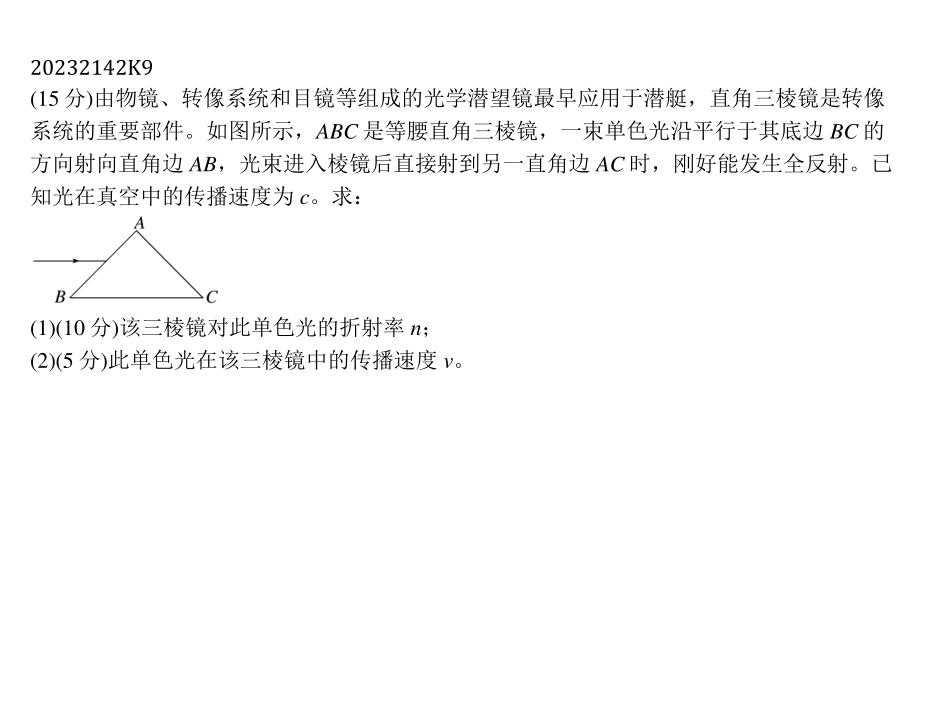 20232142K9
(15 分)由物镜、转像系统和目镜等组成的光学潜望镜最早应用于潜艇，直角三棱镜是转像
系统的重要部件。如图所示，ABC 是等腰直角三棱镜，一束单色光沿平行于其底边 BC 的
方向射向直角边 AB，光束进入棱镜后直接射到另一直角边 AC 时，刚好能发生全反射。已
知光在真空中的传播速度为 c。求：
A
B
C
(1)(10 分)该三棱镜对此单色光的折射率 n；
(2)(5 分)此单色光在该三棱镜中的传播速度 v。